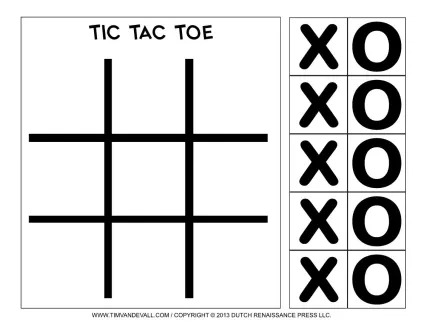 TIC TAC TOE
X O
X O
X O
X O
X O
WWW.TIMVANDEVALL.COM / COPYRIGHT © 2013 DUTCH RENAISSANCE PRESS LLC.